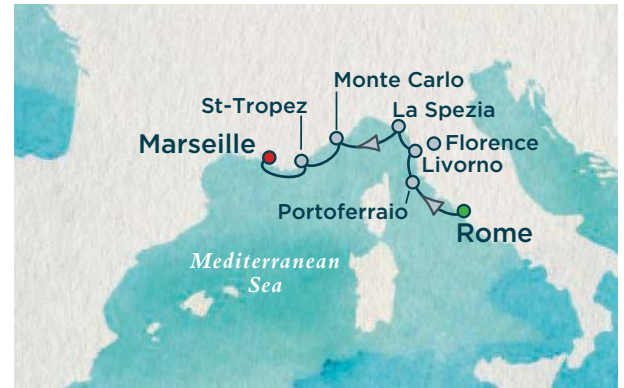 Monte Carlo
St-Tropez
La Spezia
Marseille
Florence
Livorno
Portoferraio
Rome
Mediterranean
Sea